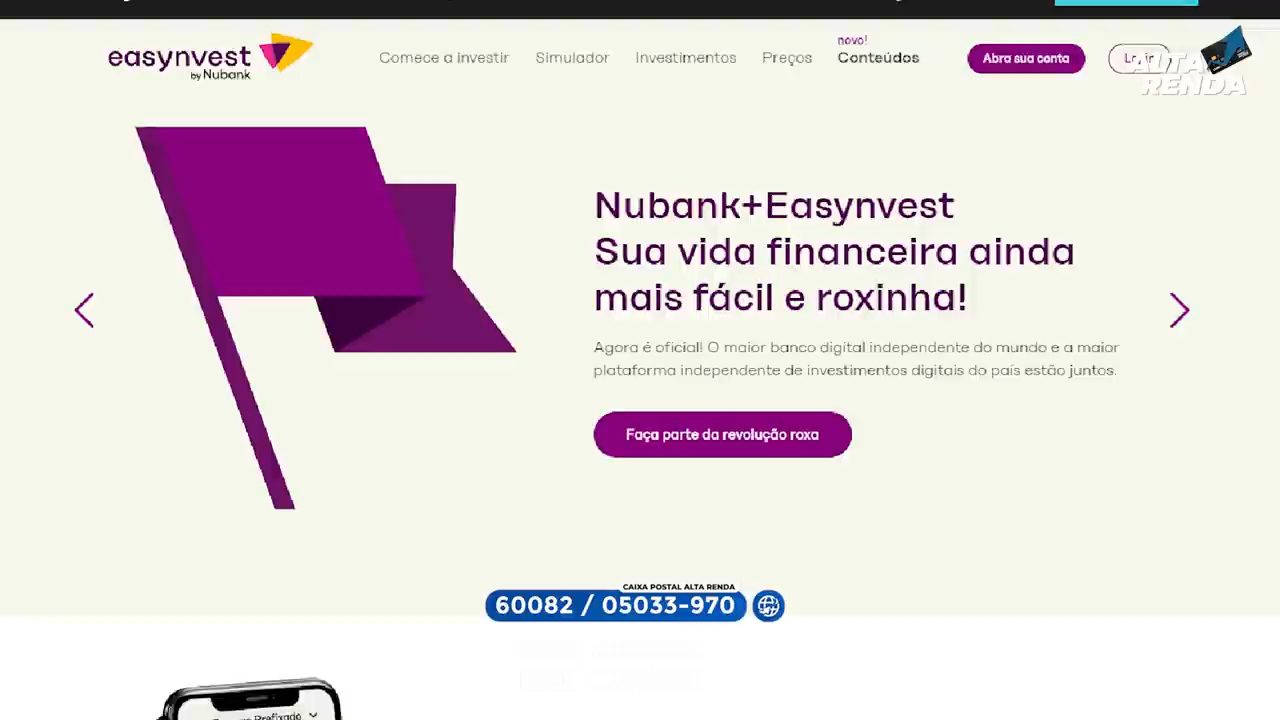 easynvest
by Nubank
Comece a investir
Simulador
Investimentos
Preços
novo!
Conteúdos
Abra sua conta
ALTA
RENDA
Nubank+Easynvest
Sua vida financeira ainda
mais fácil e roxinha!
Agora é oficial! O maior banco digital independente do mundo e a maior
plataforma independente de investimentos digitais do país estão juntos.
Faça parte da revolução roxa
CAIXA POSTAL ALTA RENDA
60082 / 05033-970
Prefixado